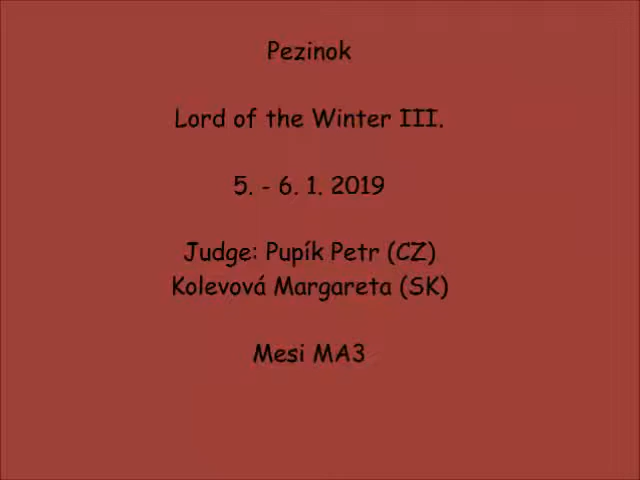 Pezinok
Lord of the Winter III.
5. - 6. 1. 2019
Judge: Pupík Petr (CZ)
Kolevová Margareta (SK)
Mesi MA3